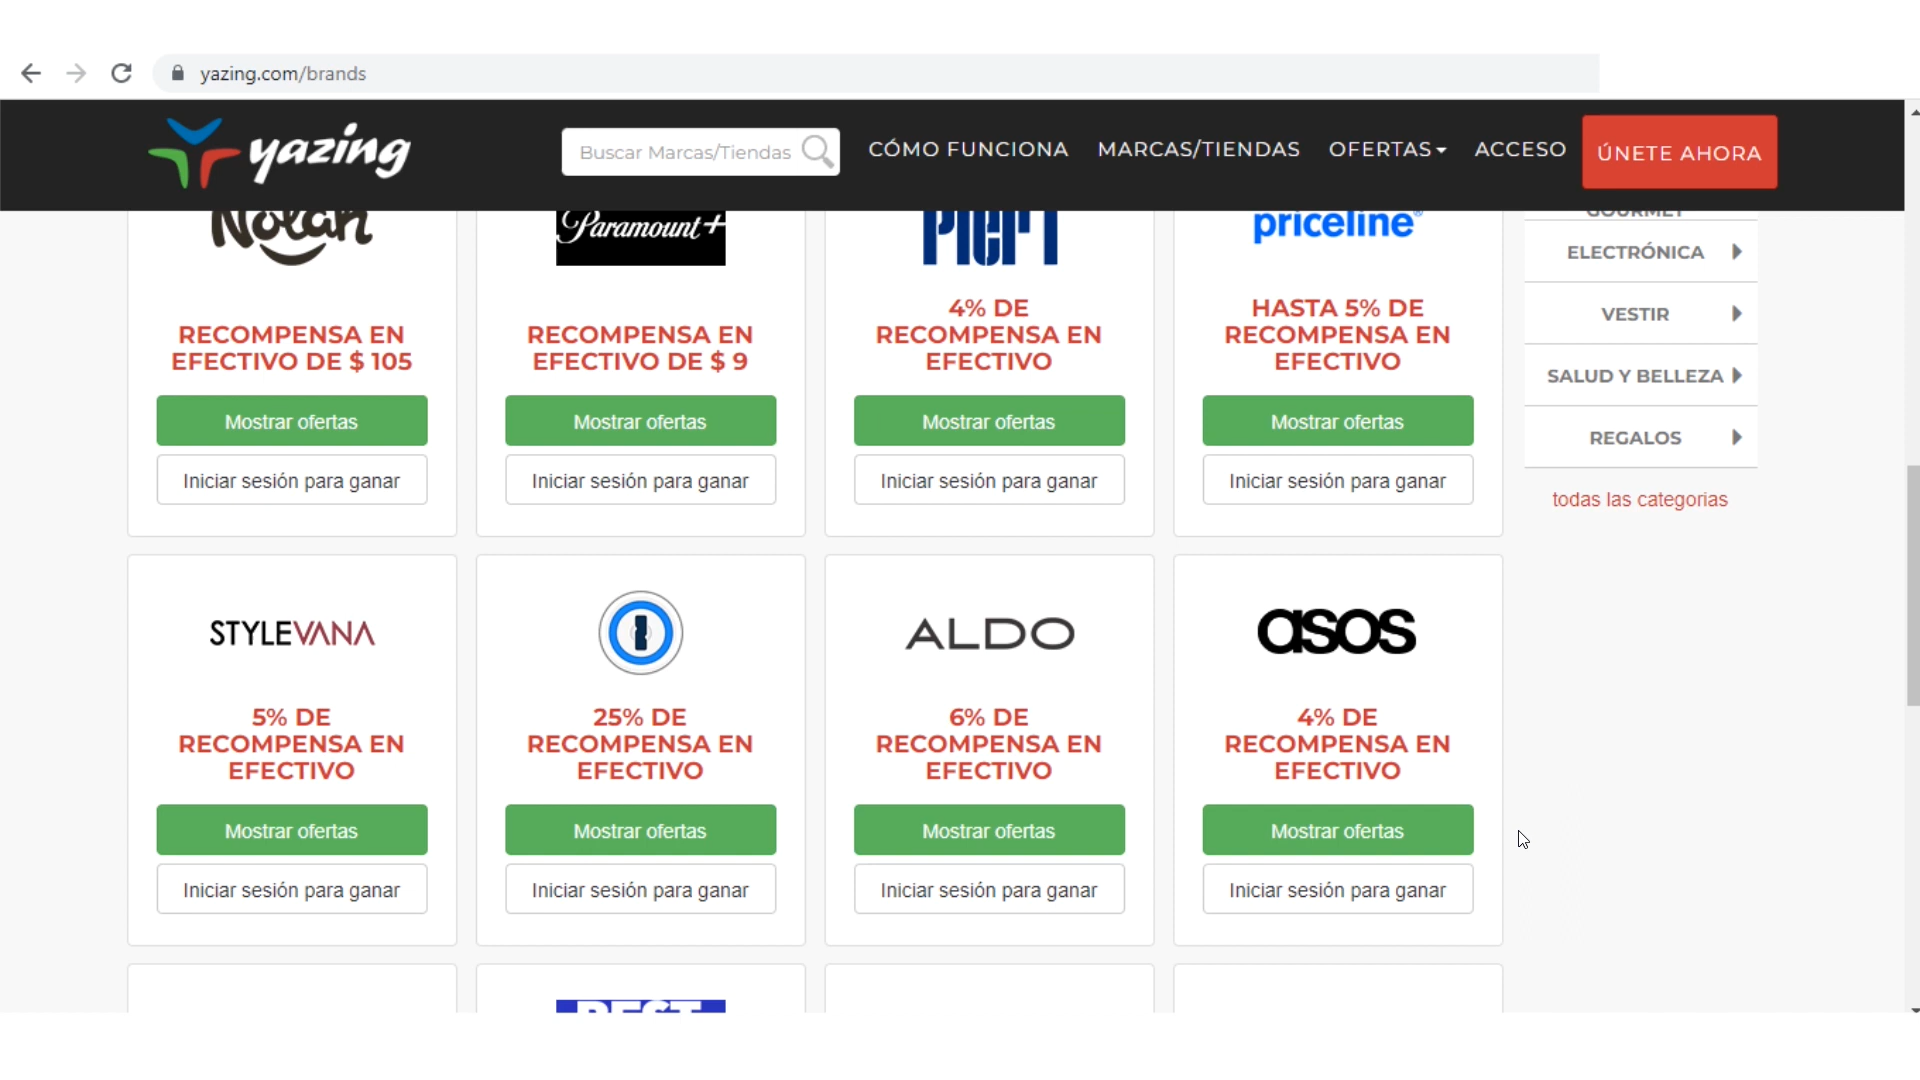 yazing.com/brands
yazing
Buscar Marcas/Tiendas
CÓMO FUNCIONA
MARCAS/TIENDAS
OFERTAS
ACCESO
ÚNETE AHORA
Nolah
Paramount+
priceline
RECOMPENSA EN
EFECTIVO DE $ 105
Mostrar ofertas
Iniciar sesión para ganar
RECOMPENSA EN
EFECTIVO DE $ 9
Mostrar ofertas
Iniciar sesión para ganar
4% DE
RECOMPENSA EN
EFECTIVO
Mostrar ofertas
Iniciar sesión para ganar
HASTA 5% DE
RECOMPENSA EN
EFECTIVO
Mostrar ofertas
Iniciar sesión para ganar
GOURMET
ELECTRÓNICA
VESTIR
SALUD Y BELLEZA
REGALOS
todas las categorias
STYLEVANA
5% DE
RECOMPENSA EN
EFECTIVO
Mostrar ofertas
Iniciar sesión para ganar
25% DE
RECOMPENSA EN
EFECTIVO
Mostrar ofertas
Iniciar sesión para ganar
ALDO
6% DE
RECOMPENSA EN
EFECTIVO
Mostrar ofertas
Iniciar sesión para ganar
asos
4% DE
RECOMPENSA EN
EFECTIVO
Mostrar ofertas
Iniciar sesión para ganar
BEST